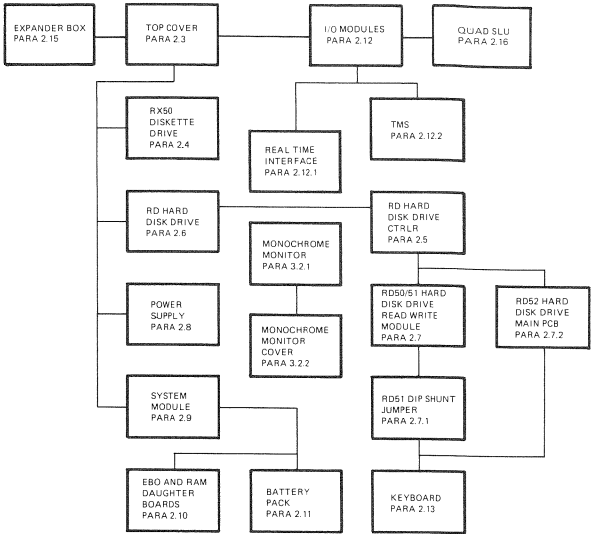 EXPANDER BOX
PARA 2.15
TOP COVER
PARA 2.3
I/O MODULES
PARA 2.12
QUAD SLU
PARA 2.16
RX50
DISKETTE
DRIVE
PARA 2.4
REAL TIME
INTERFACE
PARA 2.12.1
TMS
PARA 2.12.2
RD HARD
DISK DRIVE
PARA 2.6
MONOCHROME
MONITOR
PARA 3.2.1
RD HARD
DISK DRIVE
CTRLR
PARA 2.5
POWER
SUPPLY
PARA 2.8
MONOCHROME
MONITOR
COVER
PARA 3.2.2
RD50/51 HARD
DISK DRIVE
READ WRITE
MODULE
PARA 2.7
RD52 HARD
DISK DRIVE
MAIN PCB
PARA 2.7.2
SYSTEM
MODULE
PARA 2.9
RD51 DIP SHUNT
JUMPER
PARA 2.7.1
EBO AND RAM
DAUGHTER
BOARDS
PARA 2.10
BATTERY
PACK
PARA 2.11
KEYBOARD
PARA 2.13